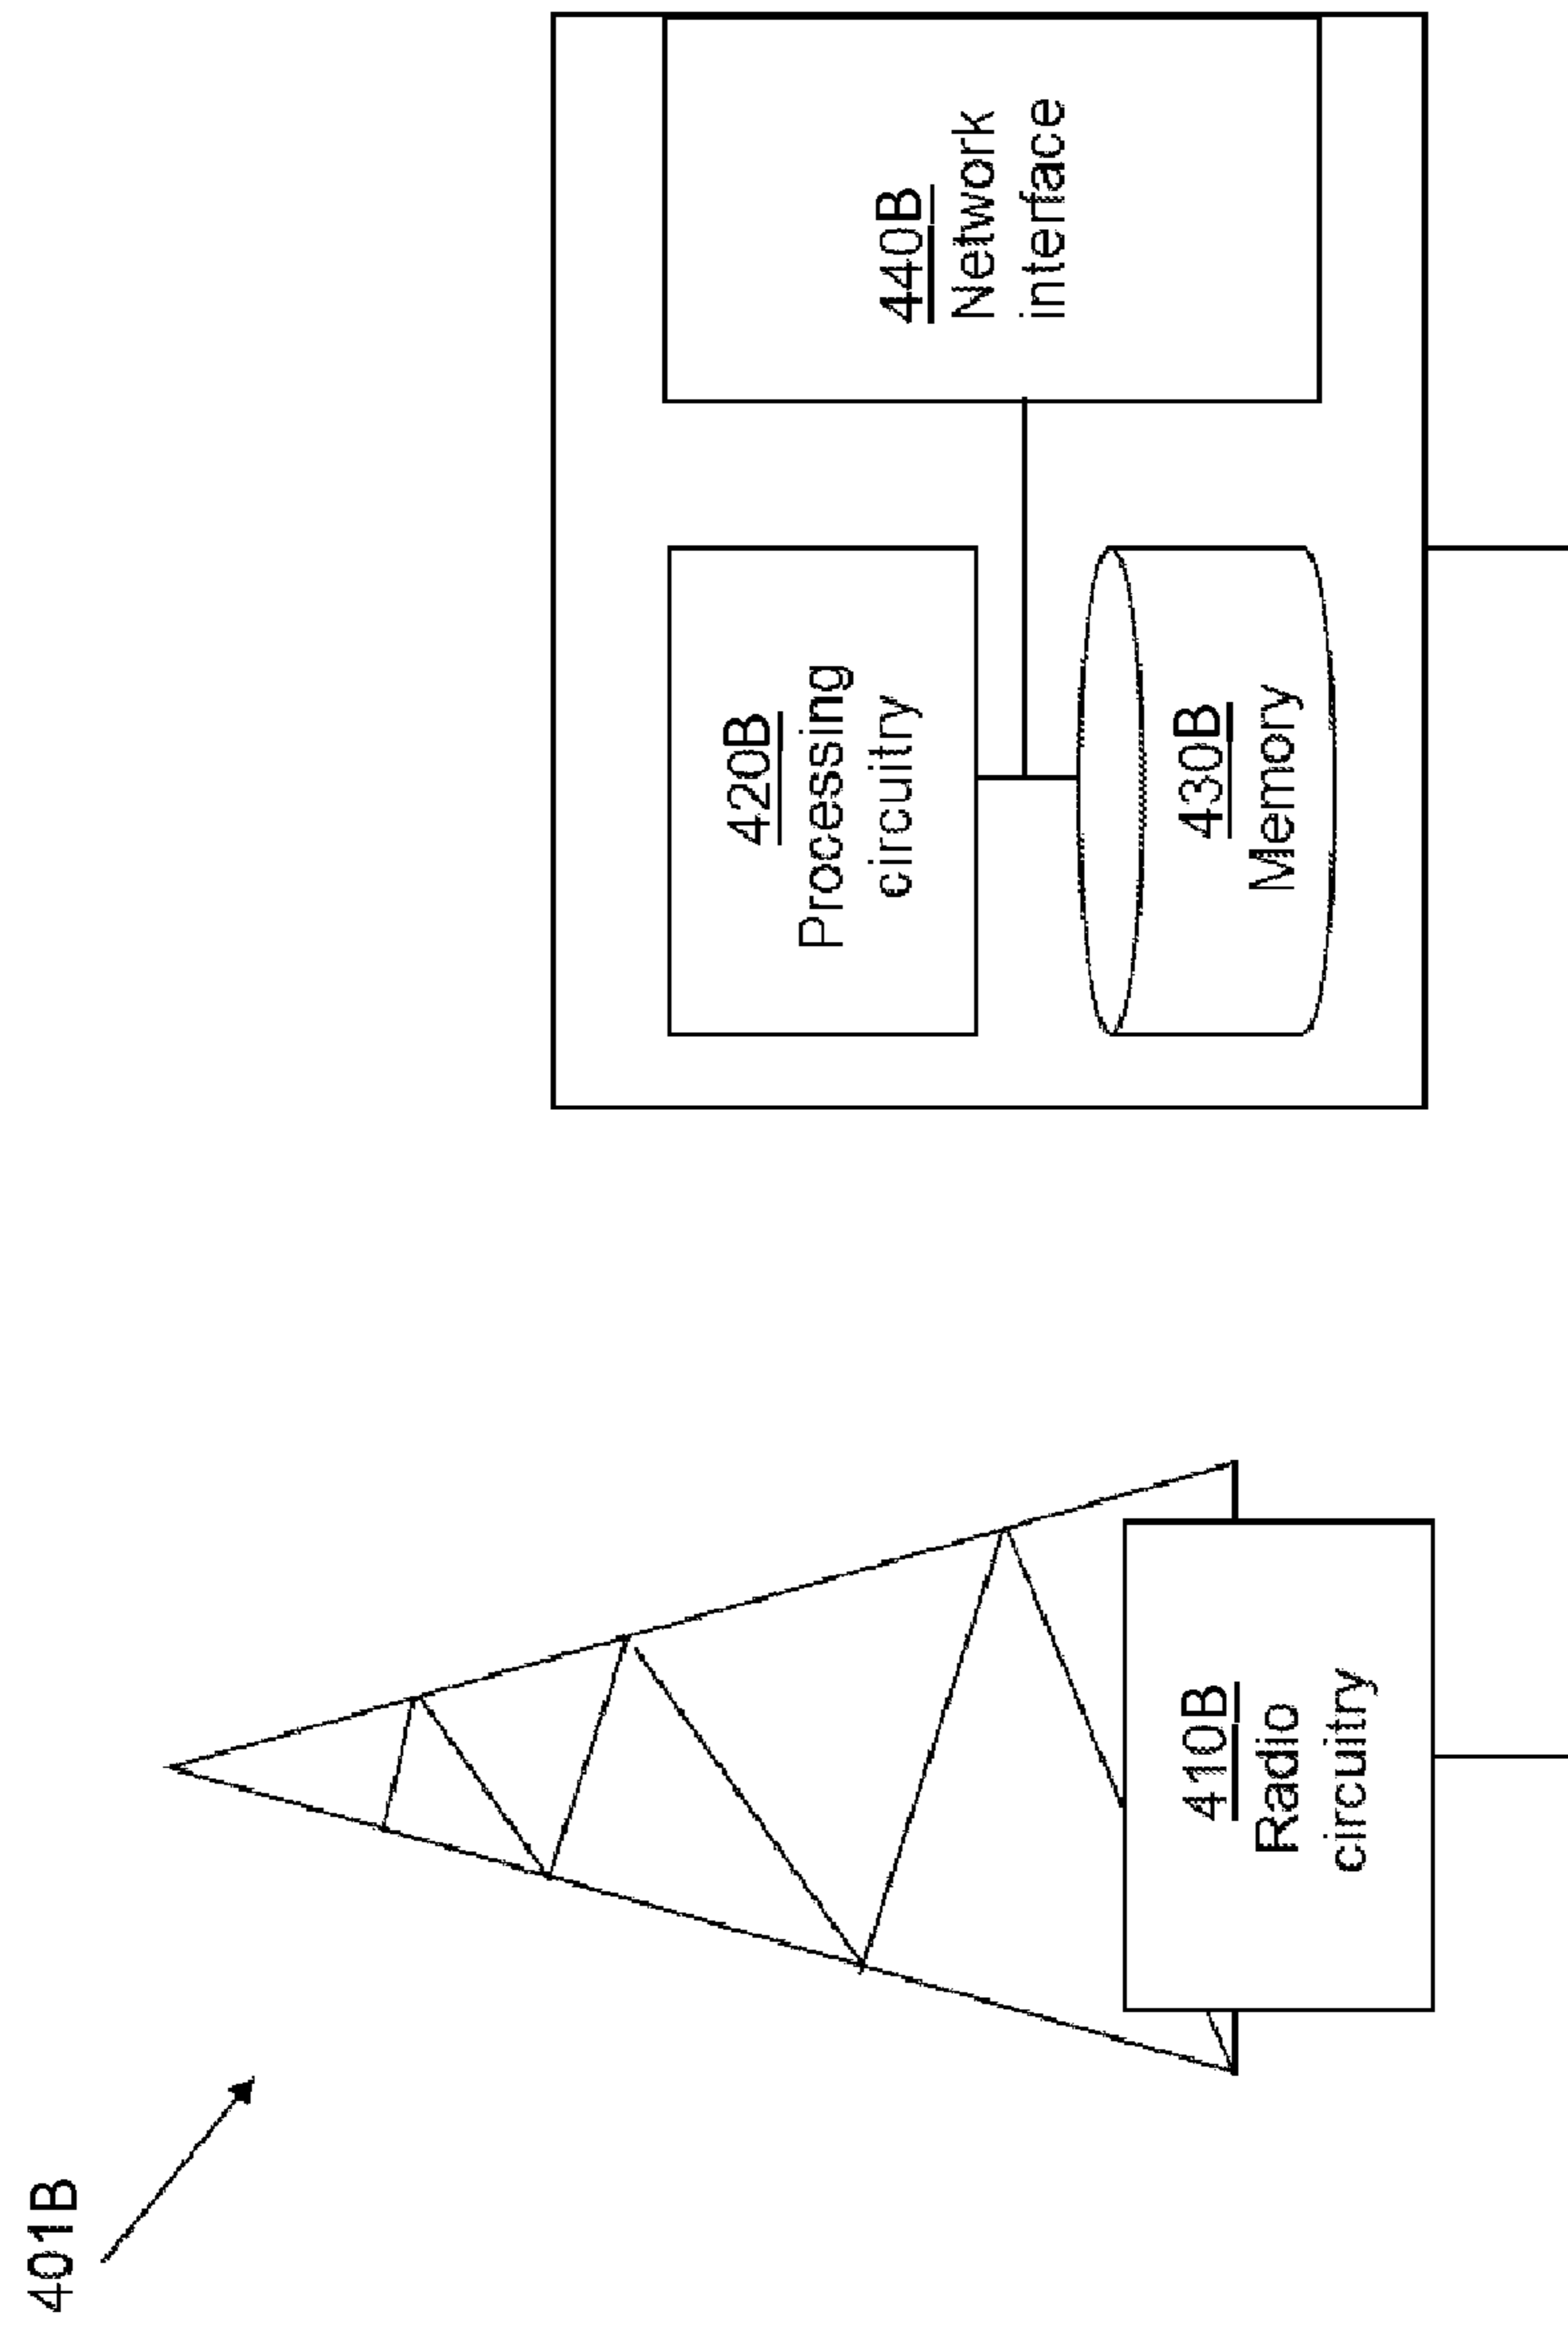 401B
410B
Radio
circuitry
420B
Processing
circuitry
430B
Memory
440B
Network
interface